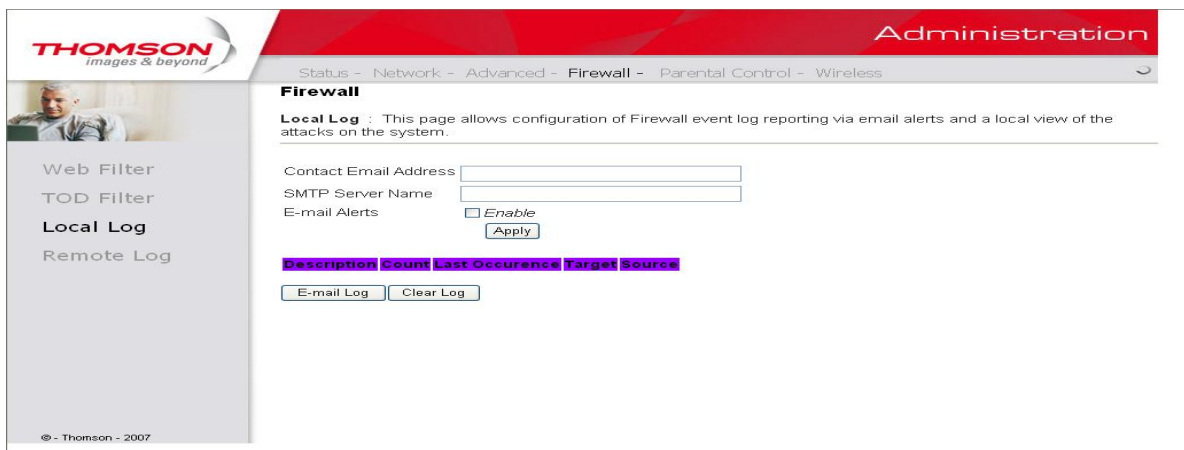 THOMSON
images & beyond
Administration
Status - Network - Advanced - Firewall - Parental Control - Wireless
Firewall
Local Log : This page allows configuration of Firewall event log reporting via email alerts and a local view of the
attacks on the system.
Web Filter
TOD Filter
Local Log
Remote Log
Contact Email Address
SMTP Server Name
E-mail Alerts Enable
Apply
Description Count Last Occurence Target Source
E-mail Log Clear Log
© - Thomson - 2007